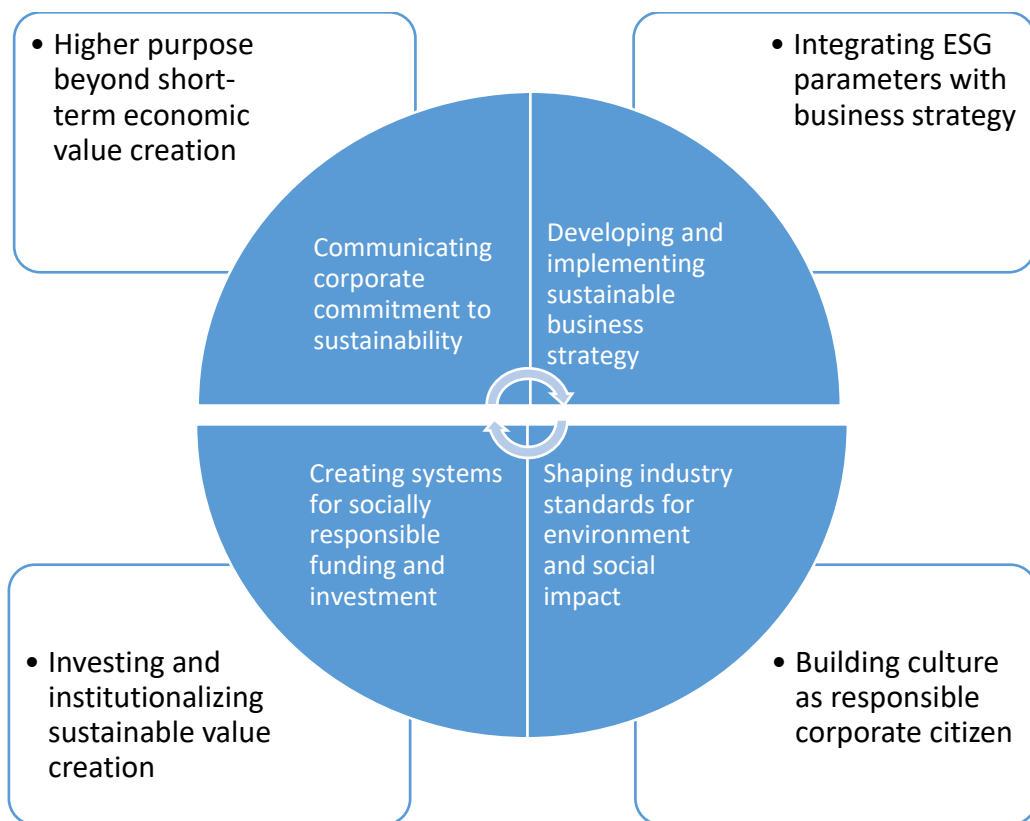 • Higher purpose
beyond short-
term economic
value creation
• Integrating ESG
parameters with
business strategy
Communicating
corporate
commitment to
sustainability
Developing and
implementing
sustainable
business
strategy
Creating systems
for socially
responsible
funding and
investment
Shaping industry
standards for
environment
and social
impact
• Investing and
institutionalizing
sustainable value
creation
• Building culture
as responsible
corporate citizen